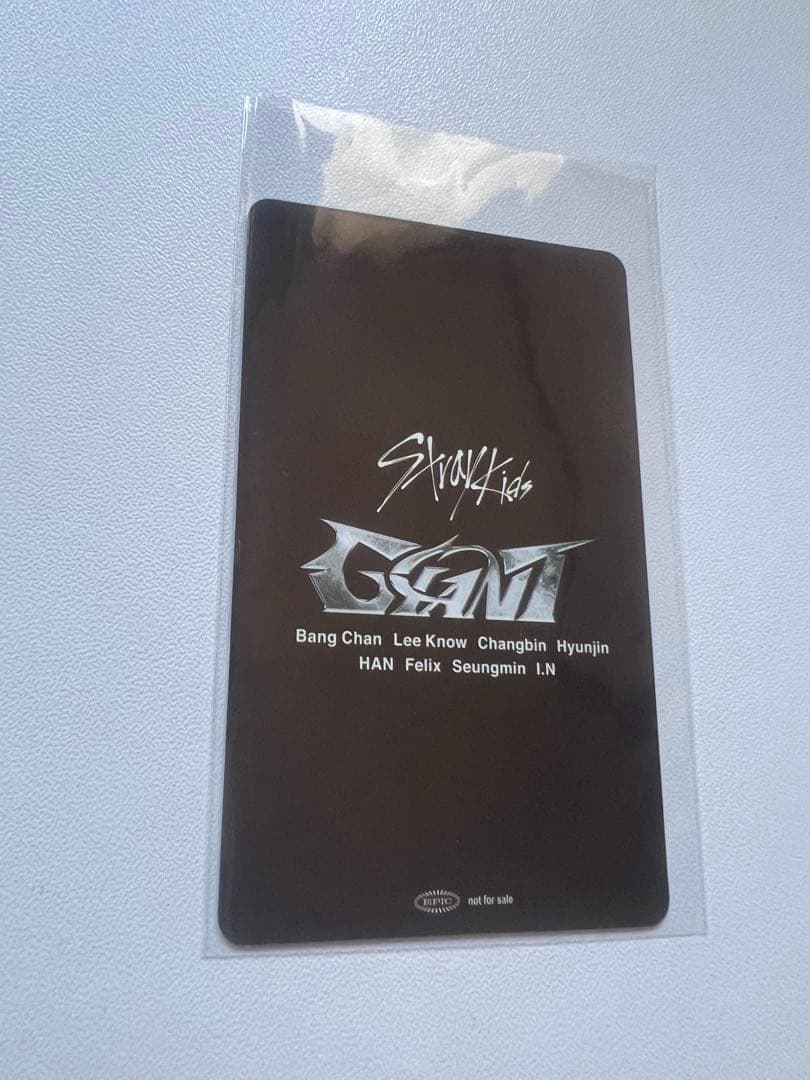 Stray Kids
GIANT
Bang Chan Lee Know Changbin Hyunjin
HAN Felix Seungmin I.N
EPIC not for sale